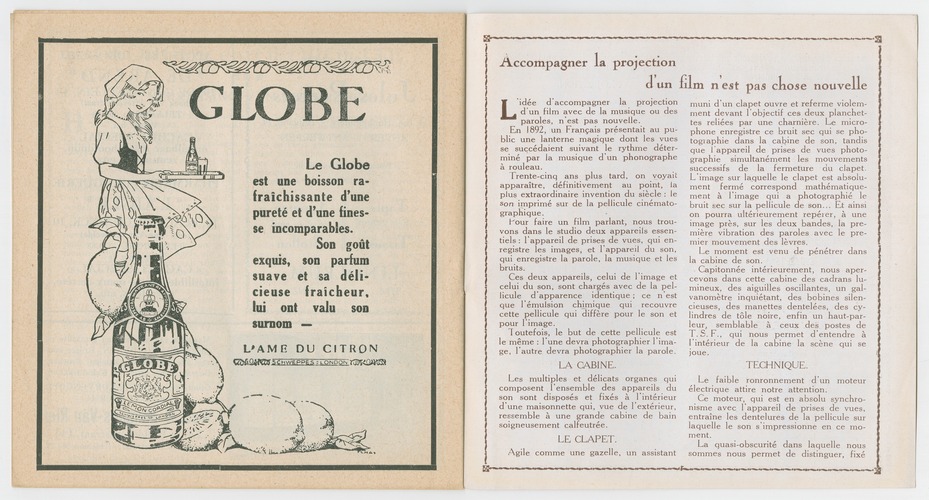 GLOBE
Le Globe
est une boisson ra-
fraîchissante d'une
pureté et d'une fines-
se incomparables.
Son goût
exquis, son parfum
suave et sa déli-
cieuse fraîcheur,
lui ont valu son
surnom —
L'AME DU CITRON
SCHWEPPES LONDON
GLOBE
Accompagner la projection
d'un film n'est pas chose nouvelle
L'idée d'accompagner la projection
d'un film avec de la musique ou des
paroles, n'est pas nouvelle.
En 1892, un Français présentait au pu-
blic une lanterne magique dont les vues
se succédaient suivant le rythme déter-
miné par la musique d'un phonographe
à rouleau.
Trente-cinq ans plus tard, on voyait
apparaître, définitivement au point, la
plus extraordinaire invention du siècle : le
son imprimé sur de la pellicule cinémato-
graphique.
Pour faire un film parlant, nous trou-
vons dans le studio deux appareils essen-
tiels : l'appareil de prises de vues, qui en-
registre les images, et l'appareil du son,
qui enregistre la parole, la musique et les
bruits.
Ces deux appareils, celui de l'image et
celui du son, sont chargés avec de la pel-
licule d'apparence identique ; ce n'est
que l'émulsion chimique qui recouvre
cette pellicule qui diffère pour le son et
pour l'image.
Toutefois, le but de cette pellicule est
le même : l'une devra photographier l'ima-
ge, l'autre devra photographier la parole.
LA CABINE.
Les multiples et délicats organes qui
composent l'ensemble des appareils du
son sont disposés et fixés à l'intérieur
d'une maisonnette qui, vue de l'extérieur,
ressemble à une grande cabine de bain
soigneusement calfeutrée.
LE CLAPET.
Agile comme une gazelle, un assistant
muni d'un clapet ouvre et referme violem-
ment devant l'objectif ces deux planchet-
tes reliées par une charnière. Le micro-
phone enregistre ce bruit sec qui se pho-
tographie dans la cabine de son, tandis
que l'appareil de prises de vues photo-
graphie simultanément les mouvements
successifs de la fermeture du clapet.
L'image sur laquelle le clapet est absolu-
ment fermé correspond mathématique-
ment à l'image qui a photographié le
bruit sec sur la pellicule de son... Et ainsi
on pourra ultérieurement repérer, à une
image près, sur les deux bandes, la pre-
mière vibration des paroles avec le pre-
mier mouvement des lèvres.
Le moment est venu de pénétrer dans
la cabine de son.
Capitonnée intérieurement, nous aper-
cevons dans cette cabine des cadrans lu-
mineux, des aiguilles oscillantes, un gal-
vanomètre inquiétant, des bobines silen-
cieuses, des manettes dentelées, des cy-
lindres de tôle noire, enfin un haut-par-
leur, semblable à ceux des postes de
T. S. F., qui nous permet d'entendre à
l'intérieur de la cabine la scène qui se
joue.
TECHNIQUE.
Le faible ronronnement d'un moteur
électrique attire notre attention.
Ce moteur, qui est en absolu synchro-
nisme avec l'appareil de prises de vues,
entraîne les dentelures de la pellicule sur
laquelle le son s'impressionne en ce mo-
ment.
La quasi-obscurité dans laquelle nous
sommes nous permet de distinguer, fixé